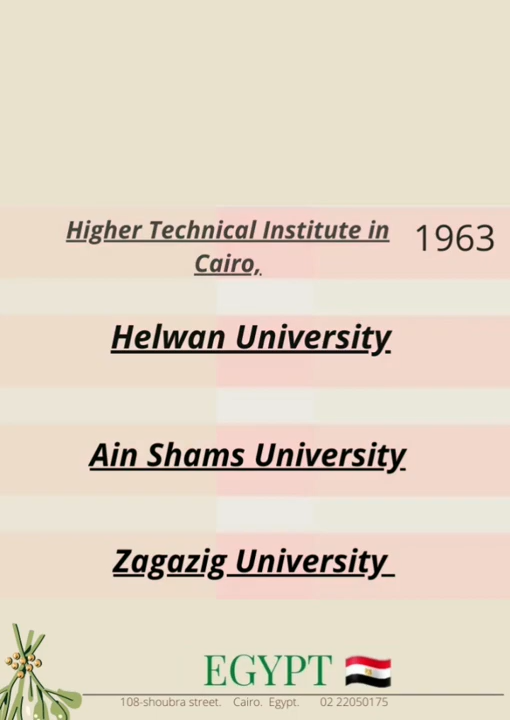 Higher Technical Institute in
Cairo,
1963
Helwan University
Ain Shams University
Zagazig University
EGYPT
108-shoubra street. Cairo. Egypt. 02 22050175